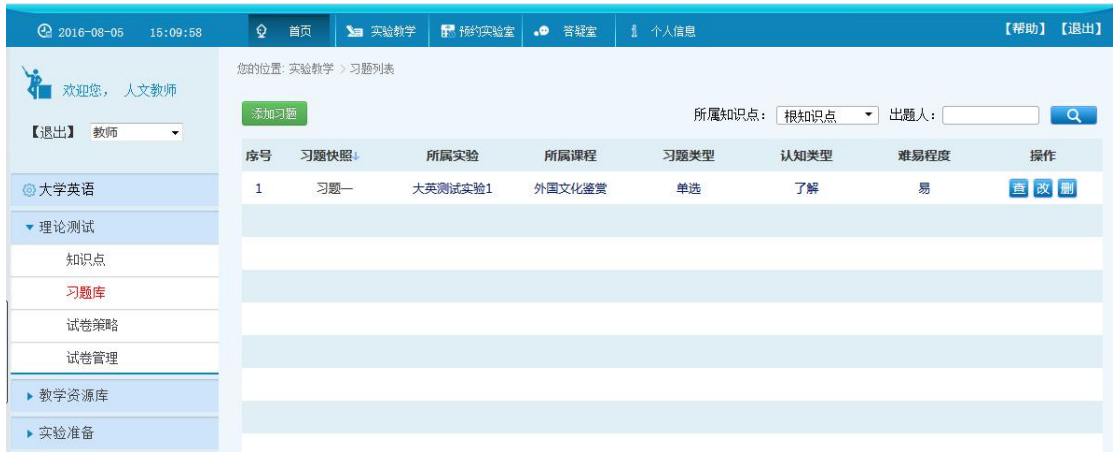 2016-08-05 15:09:58 首页 实验教学 预约实验室 答疑室 个人信息 【帮助】 【退出】
您的位置: 实验教学 > 习题列表
欢迎您， 人文教师
【退出】 教师
添加习题 所属知识点： 根知识点 出题人：
序号 习题快照↓ 所属实验 所属课程 习题类型 认知类型 难易程度 操作
1 习题一 大英测试实验1 外国文化鉴赏 单选 了解 易 查 改 删
大学英语
理论测试
知识点
习题库
试卷策略
试卷管理
教学资源库
实验准备